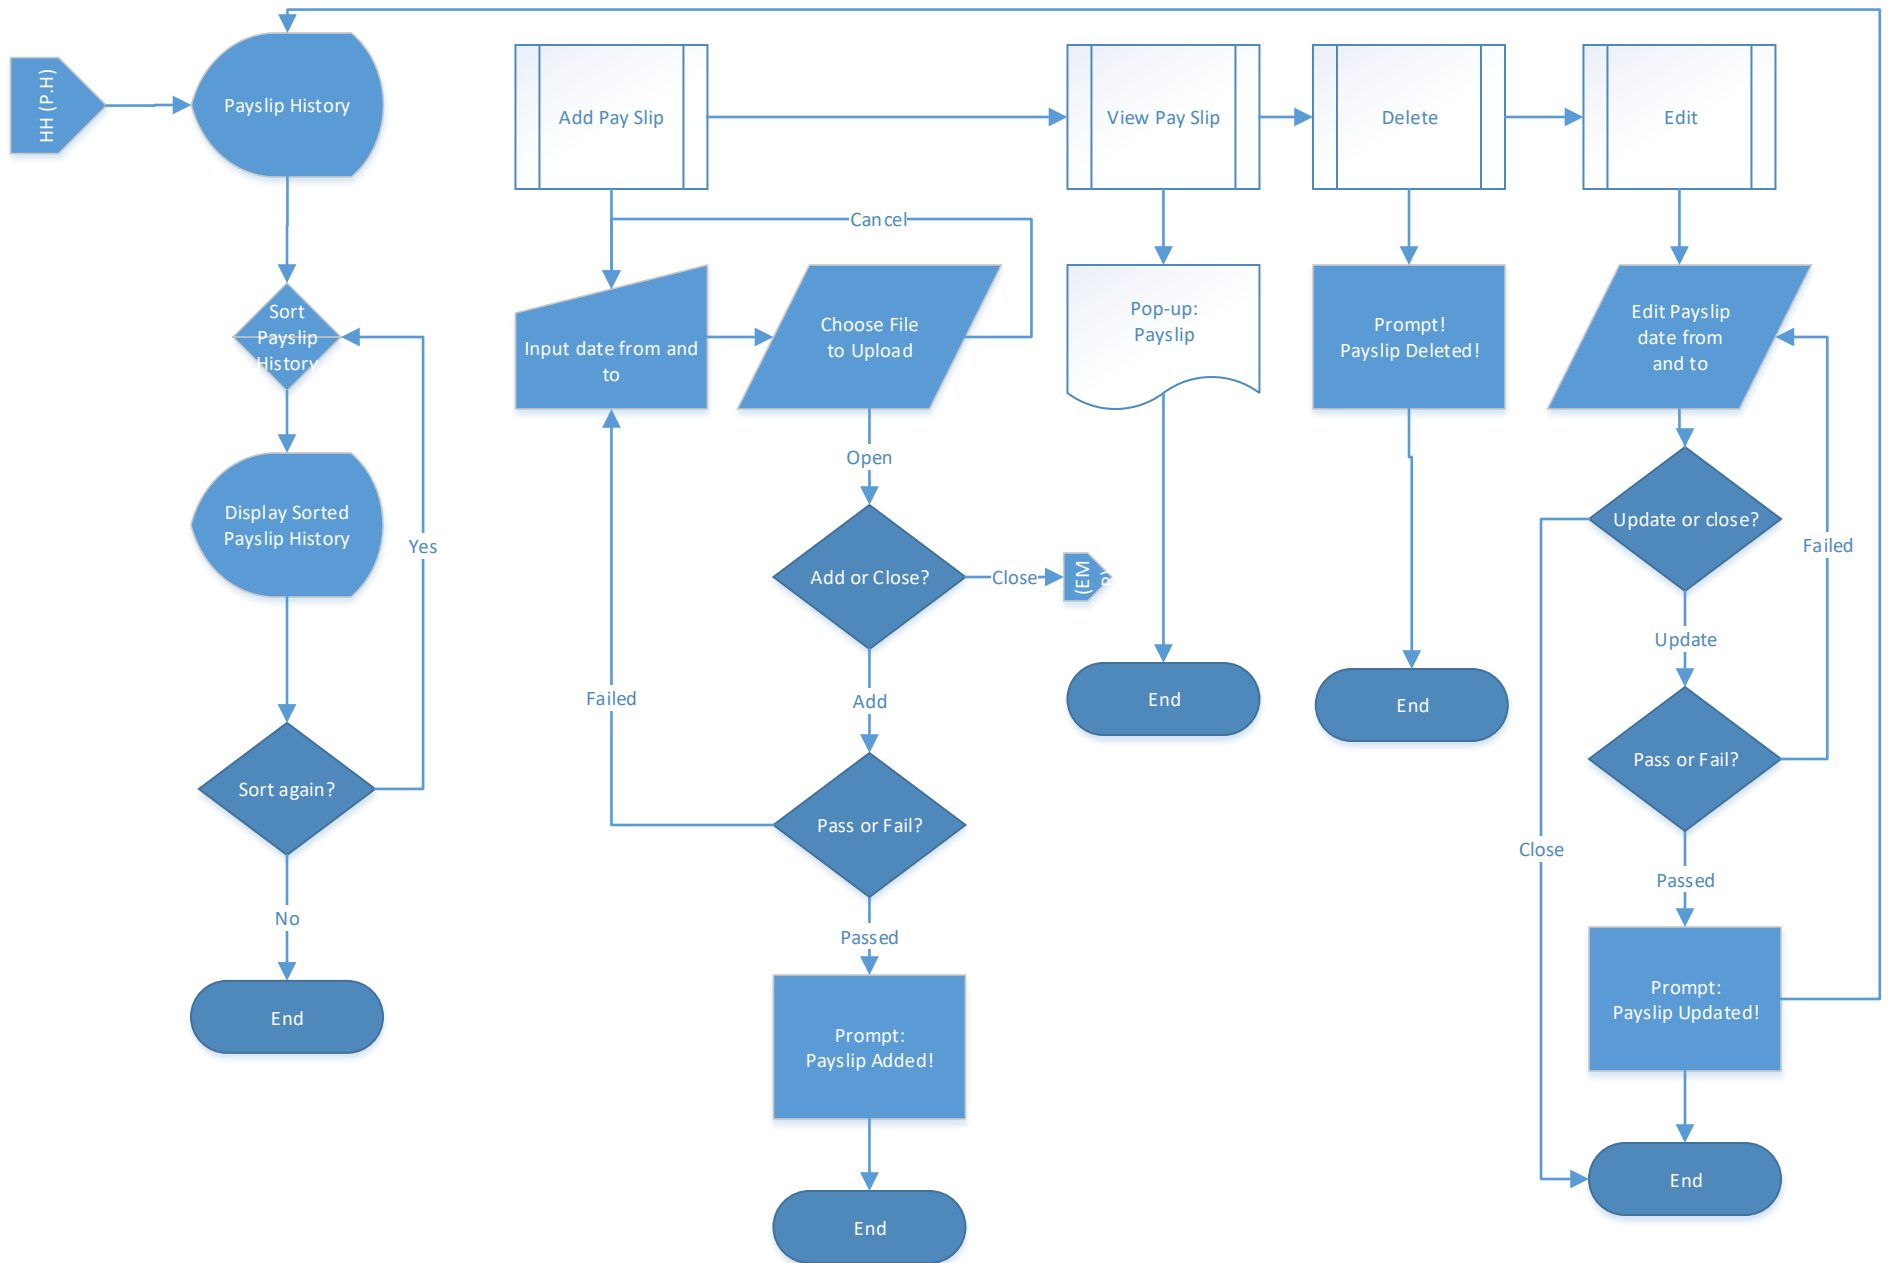 HH (P.H)
Payslip History
Sort
Payslip
History
Display Sorted
Payslip History
Yes
Sort again?
No
End
Add Pay Slip
Cancel
Input date from and
to
Choose File
to Upload
Open
Add or Close?
Close
(EM
Failed
Add
Pass or Fail?
Passed
Prompt:
Payslip Added!
End
View Pay Slip
Pop-up:
Payslip
End
Delete
Prompt!
Payslip Deleted!
End
Edit
Edit Payslip
date from
and to
Update or close?
Failed
Update
Pass or Fail?
Close
Passed
Prompt:
Payslip Updated!
End